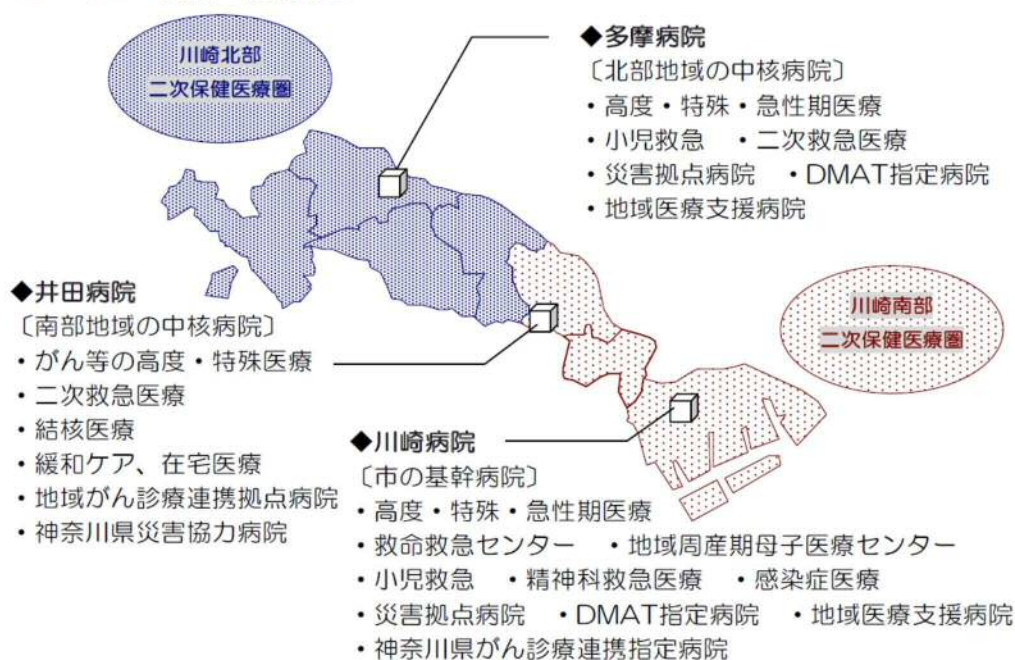 川崎北部
二次保健医療圏
◆多摩病院
〔北部地域の中核病院〕
・高度・特殊・急性期医療
・小児救急 ・二次救急医療
・災害拠点病院 ・DMAT指定病院
・地域医療支援病院
◆井田病院
〔南部地域の中核病院〕
・がん等の高度・特殊医療
・二次救急医療
・結核医療
・緩和ケア、在宅医療
・地域がん診療連携拠点病院
・神奈川県災害協力病院
川崎南部
二次保健医療圏
◆川崎病院
〔市の基幹病院〕
・高度・特殊・急性期医療
・救命救急センター ・地域周産期母子医療センター
・小児救急 ・精神科救急医療 ・感染症医療
・災害拠点病院 ・DMAT指定病院 ・地域医療支援病院
・神奈川県がん診療連携指定病院